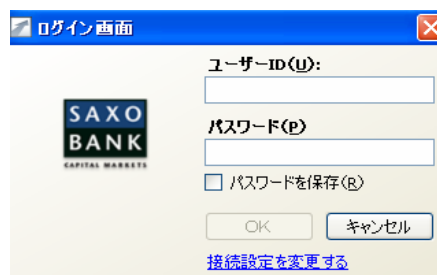 ログイン画面
ユーザーID(U):
SAXO
BANK
CAPITAL MARKETS
パスワード(P)
パスワードを保存(R)
OK
キャンセル
接続設定を変更する